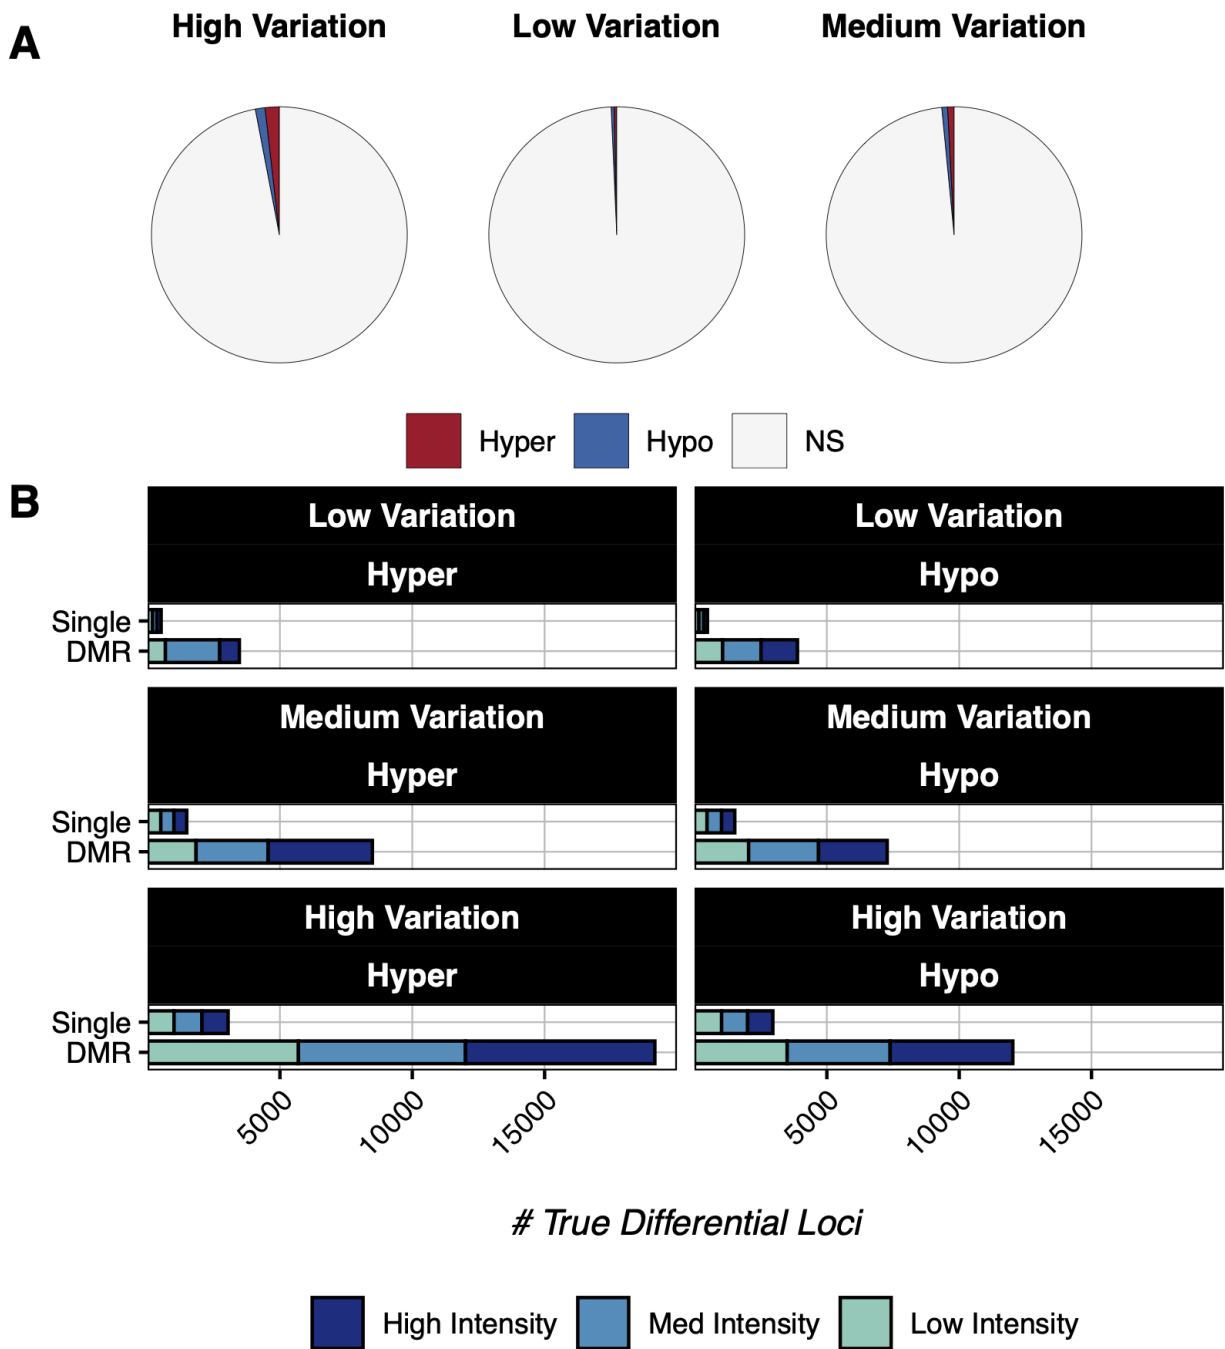 A
High Variation
Low Variation
Medium Variation
Hyper
Hypo
NS
B
Low Variation
Low Variation
Hyper
Hypo
Single
DMR
Medium Variation
Medium Variation
Hyper
Hypo
Single
DMR
High Variation
High Variation
Hyper
Hypo
Single
DMR
5000
10000
15000
5000
10000
15000
# True Differential Loci
High Intensity
Med Intensity
Low Intensity